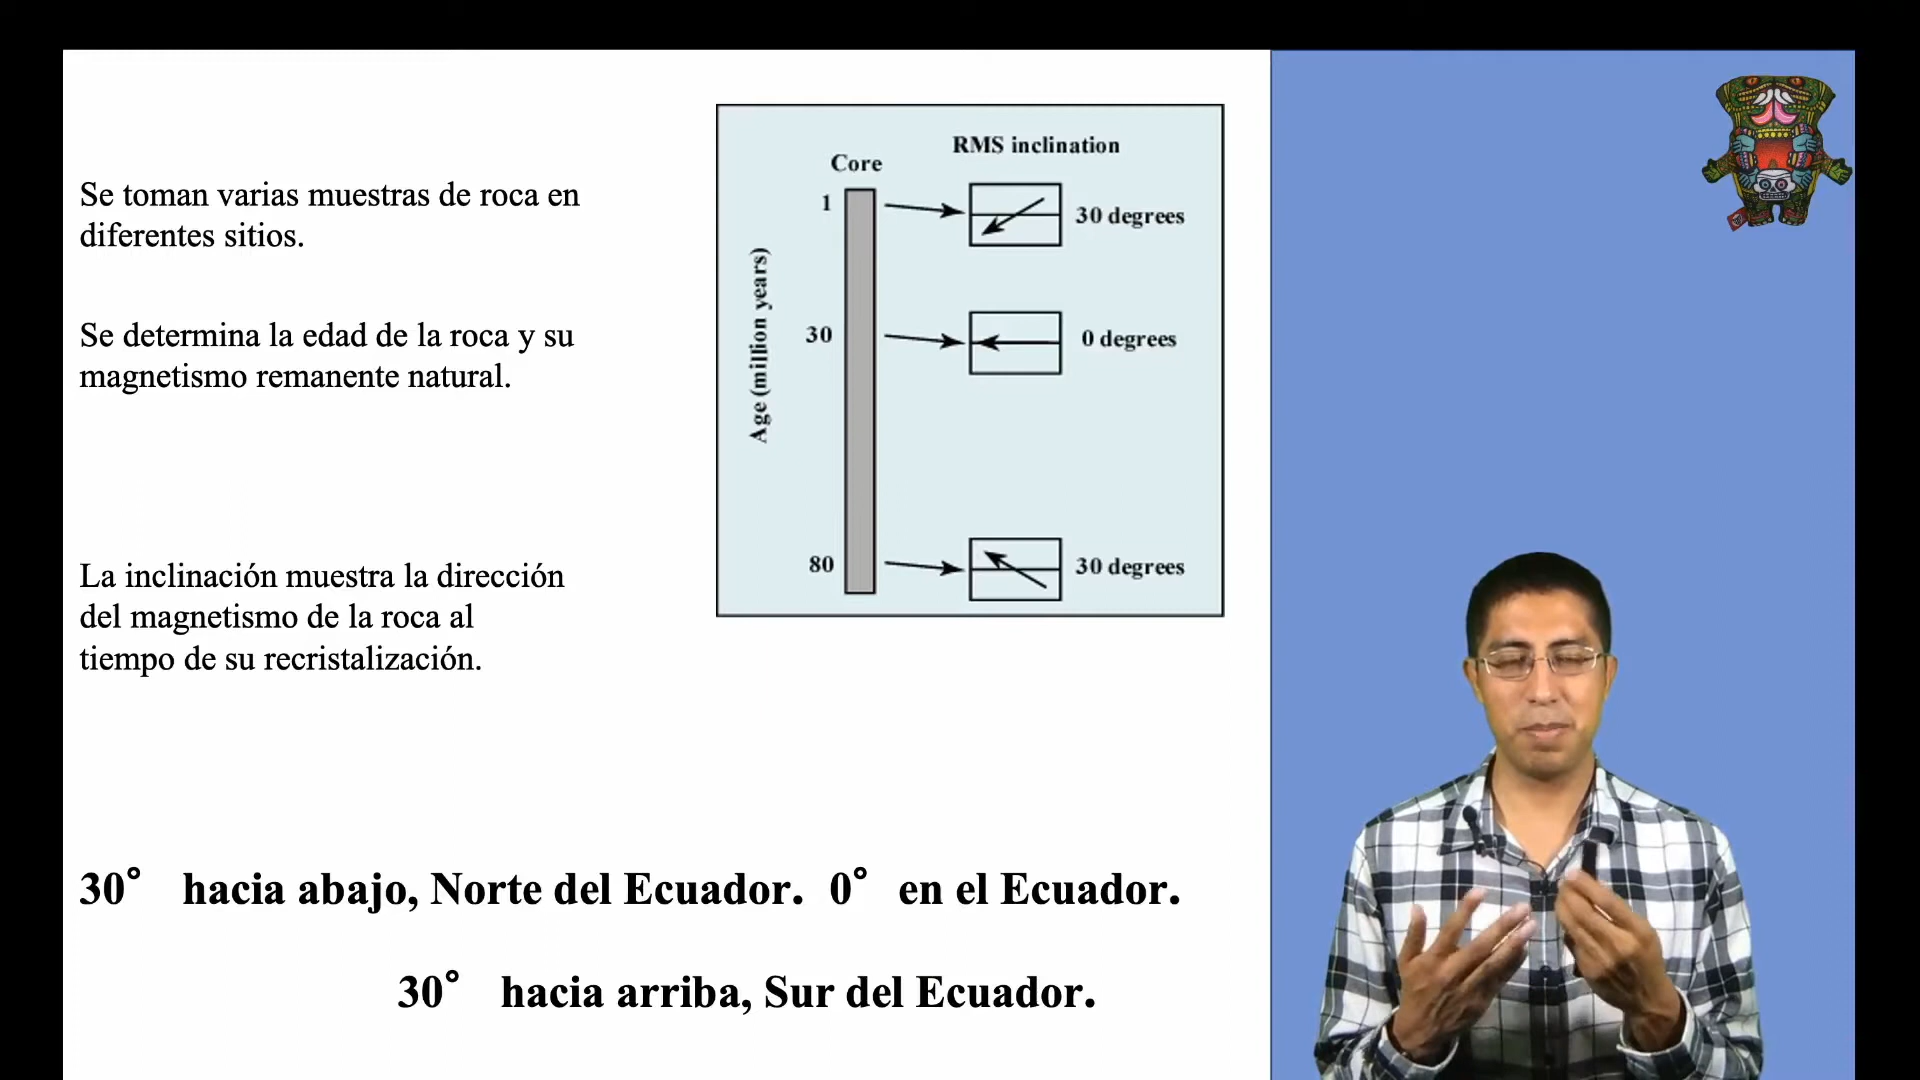 Se toman varias muestras de roca en
diferentes sitios.
Se determina la edad de la roca y su
magnetismo remanente natural.
La inclinación muestra la dirección
del magnetismo de la roca al
tiempo de su recristalización.
RMS inclination
Core
Age (million years)
1
30 degrees
30
0 degrees
80
30 degrees
30° hacia abajo, Norte del Ecuador. 0° en el Ecuador.
30° hacia arriba, Sur del Ecuador.